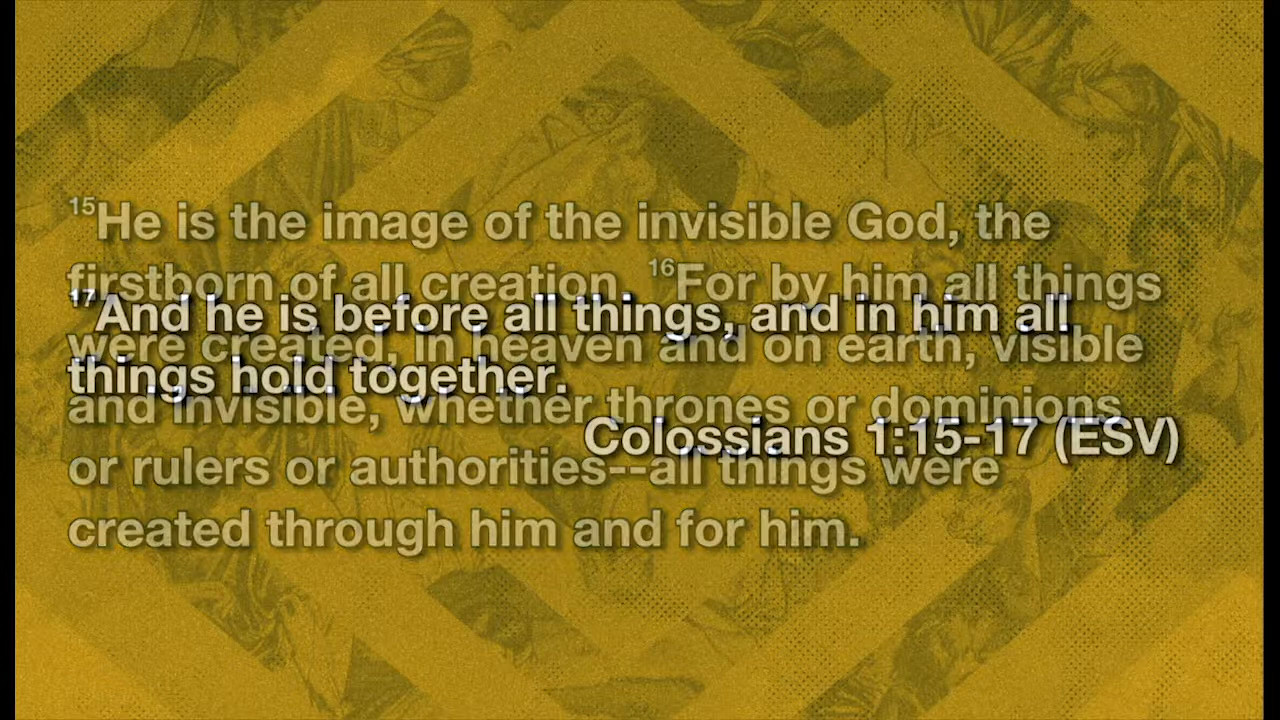 15He is the image of the invisible God, the
firstborn of all creation. 16For by him all things
were created, in heaven and on earth, visible
and invisible, whether thrones or dominions
or rulers or authorities--all things were
created through him and for him.
17And he is before all things, and in him all
things hold together.
Colossians 1:15-17 (ESV)